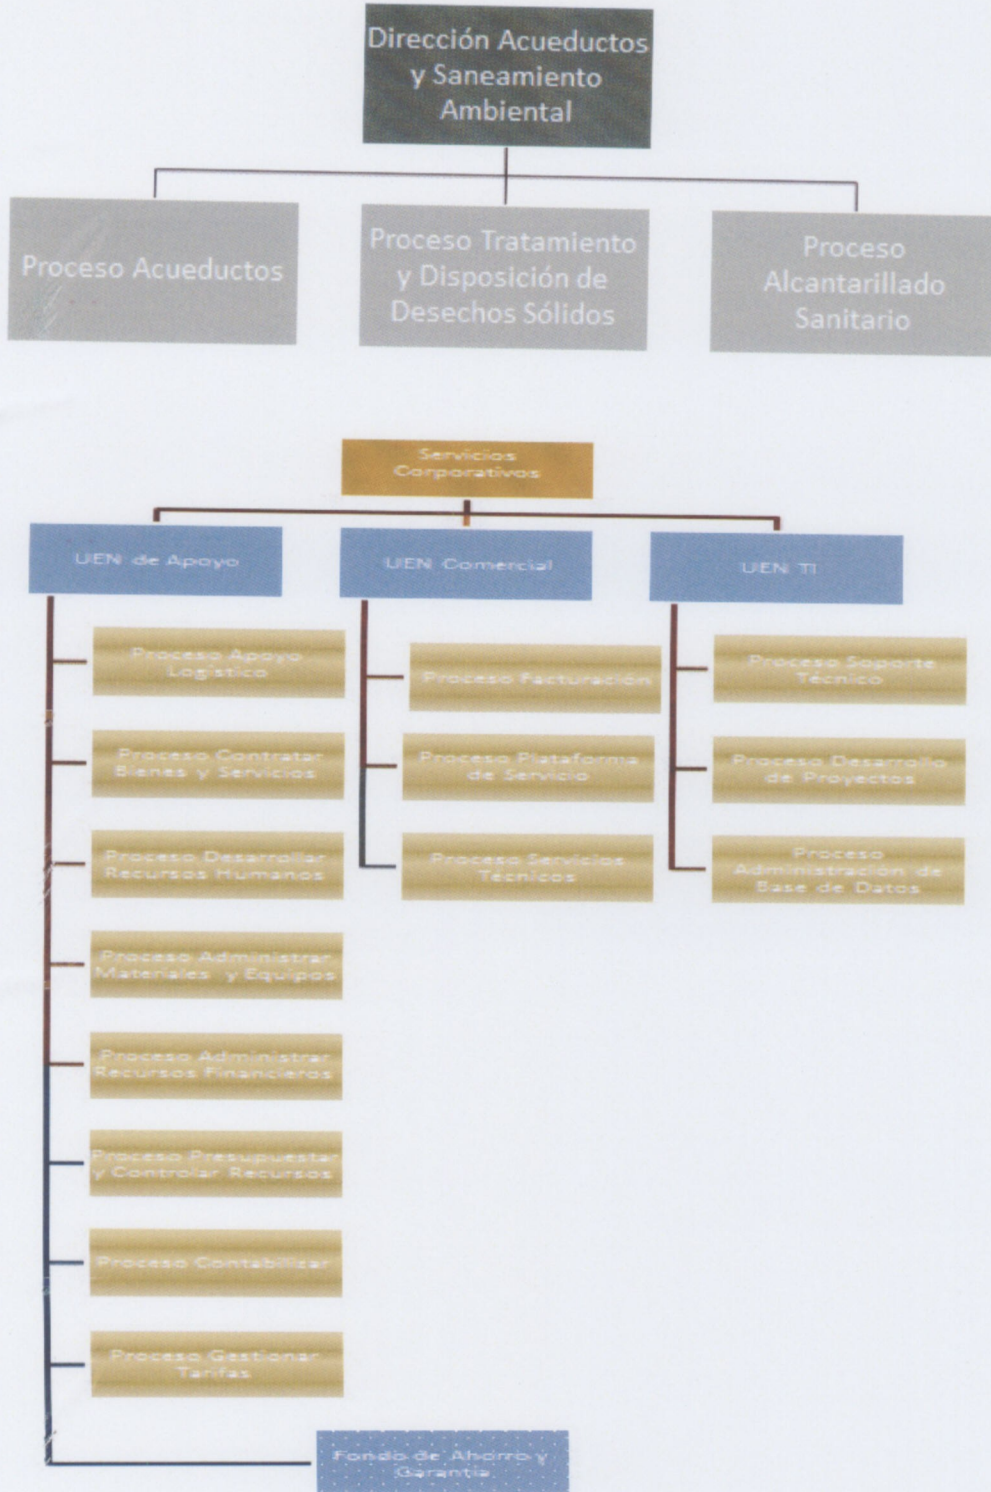 Dirección Acueductos
y Saneamiento
Ambiental
Proceso Acueductos
Proceso Tratamiento
y Disposición de
Desechos Sólidos
Proceso
Alcantarillado
Sanitario
Servicios
Corporativos
UEN de Apoyo
UEN Comercial
UEN TI
Proceso Apoyo
Logístico
Proceso Contratar
Bienes y Servicios
Proceso Desarrollar
Recursos Humanos
Proceso Administrar
Materiales y Equipos
Proceso Administrar
Recursos Financieros
Proceso Presupuestar
y Controlar Recursos
Proceso Contabilizar
Proceso Gestionar
Tarifas
Fondo de Ahorro y
Garantía
Proceso Facturación
Proceso Plataforma
de Servicio
Proceso Servicios
Técnicos
Proceso Soporte
Técnico
Proceso Desarrollo
de Proyectos
Proceso
Administración de
Base de Datos